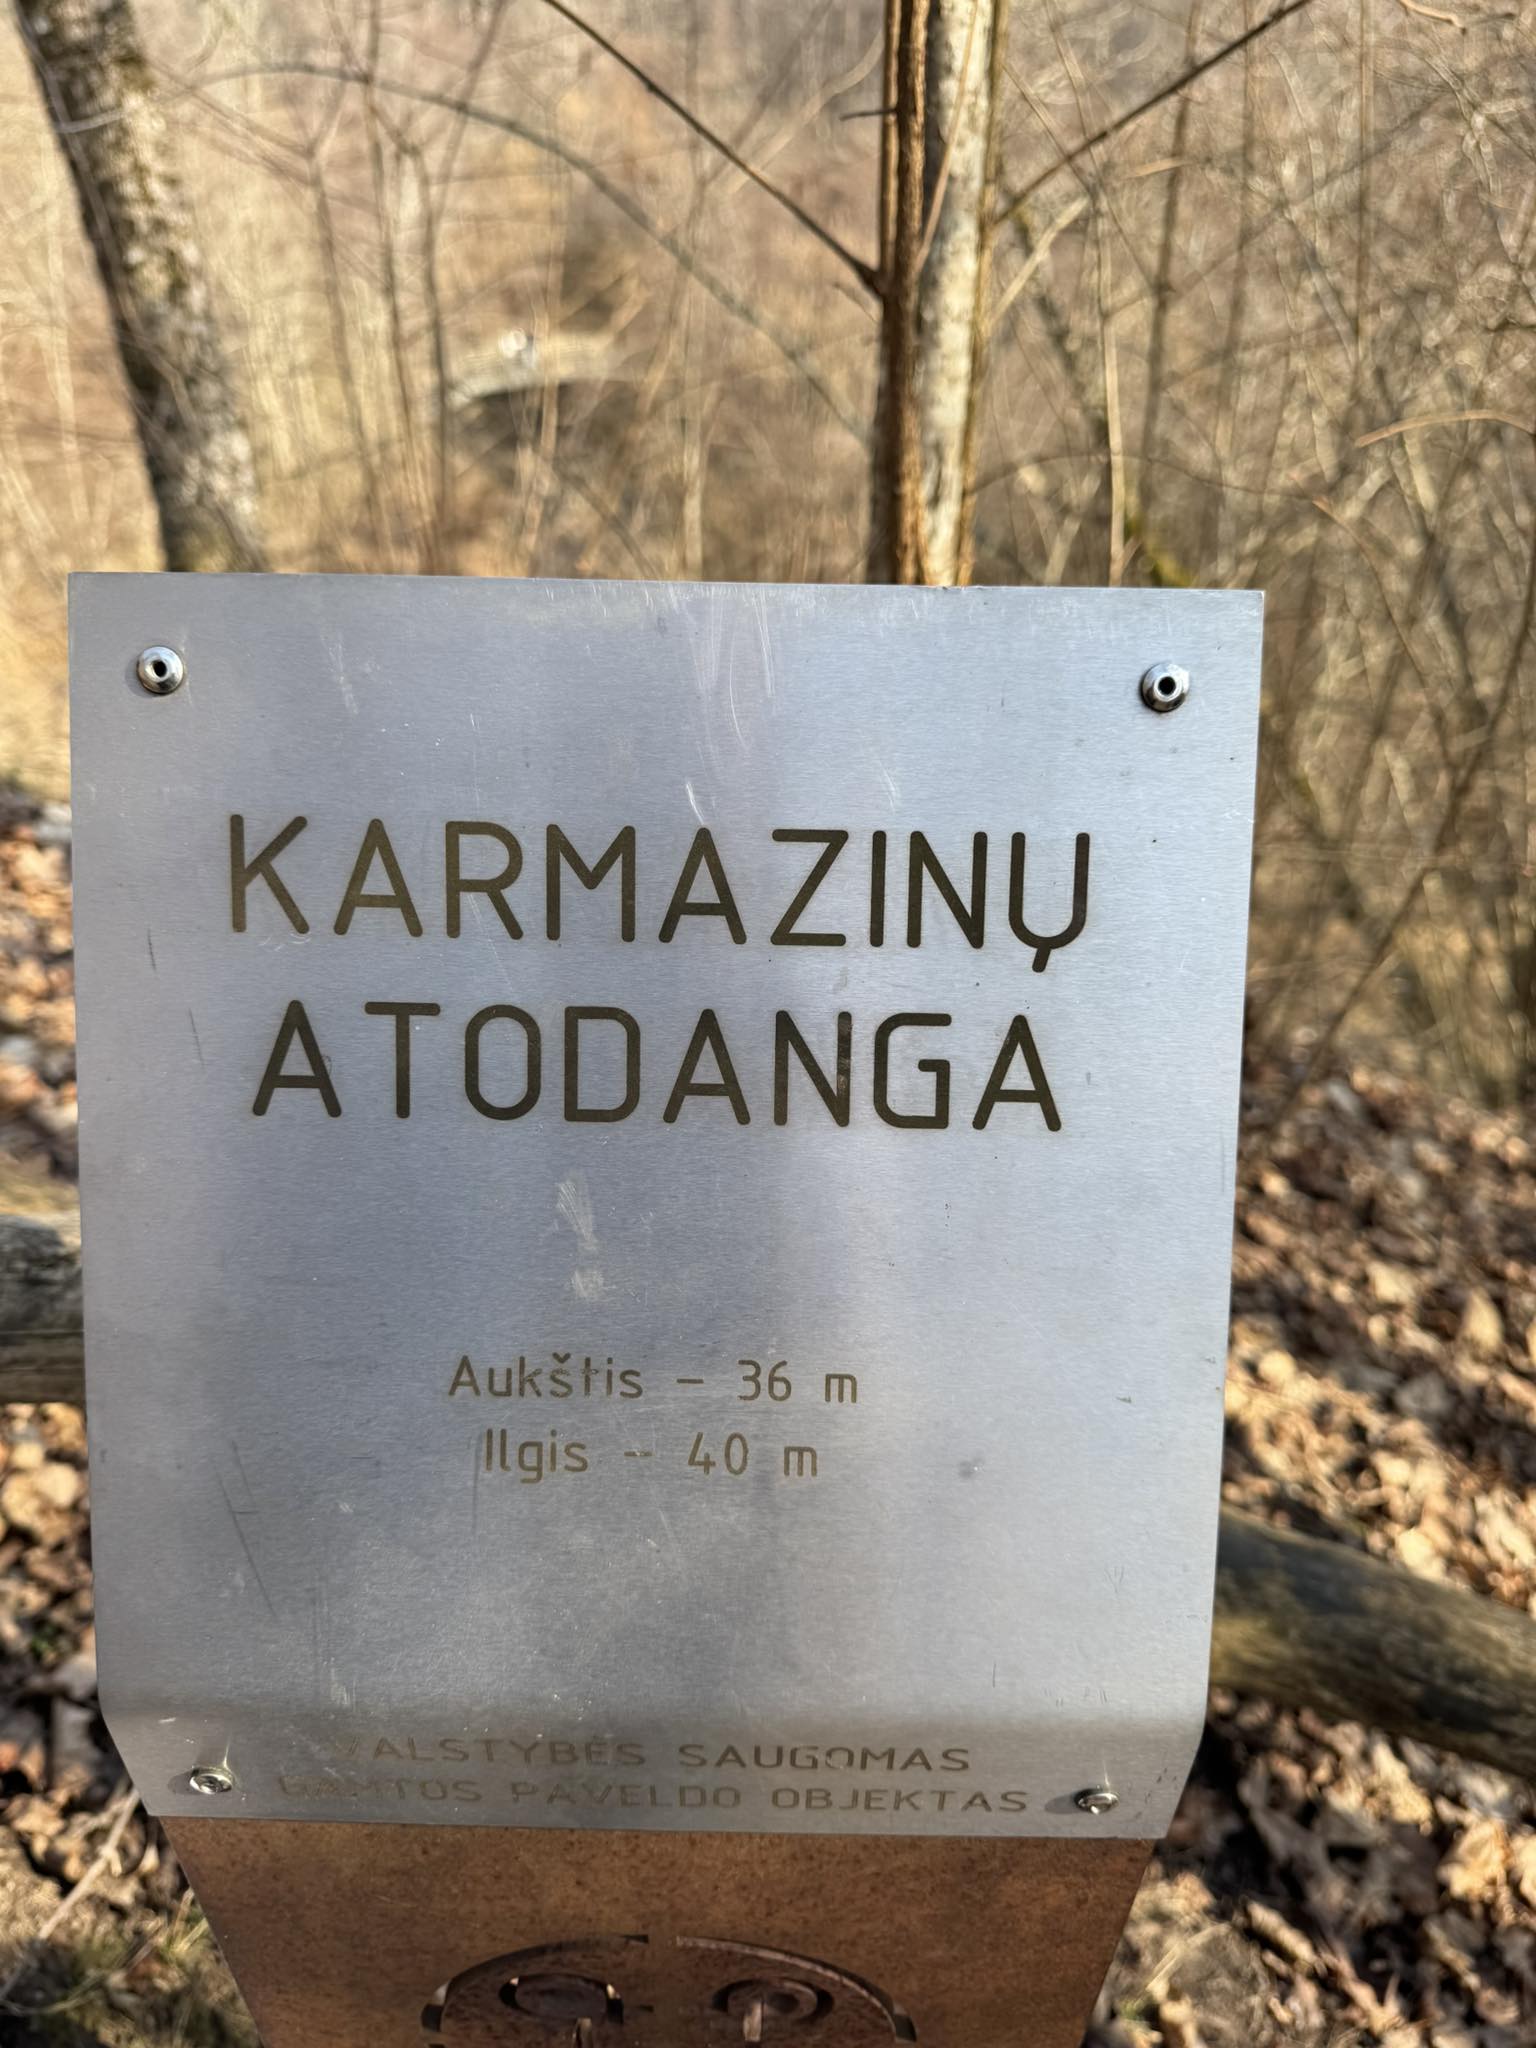 KARMAZINŲ
ATODANGA
Aukštis – 36 m
Ilgis – 40 m
VALSTYBĖS SAUGOMAS
GAMTOS PAVELDO OBJEKTAS